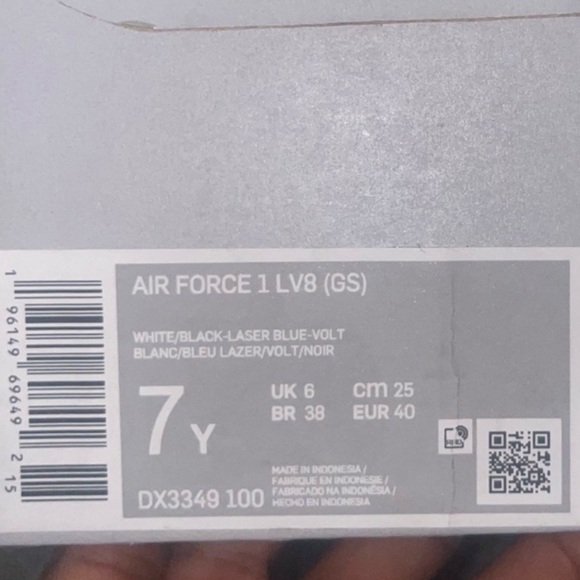 AIR FORCE 1 LV8 (GS)
WHITE/BLACK-LASER BLUE-VOLT
BLANC/BLEU LAZER/VOLT/NOIR
7 Y
UK 6 cm 25
BR 38 EUR 40
MADE IN INDONESIA /
FABRIQUE EN INDONESIE /
FABRICADO NA INDONÉSIA /
HECHO EN INDONESIA
DX3349 100
RFID
1 96149 69649 2 15